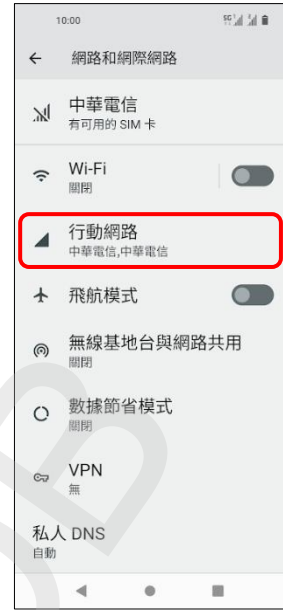 10:00
5G
網路和網際網路
中華電信
有可用的 SIM 卡
Wi-Fi
關閉
行動網路
中華電信,中華電信
飛航模式
無線基地台與網路共用
關閉
數據節省模式
關閉
VPN
無
私人 DNS
自動